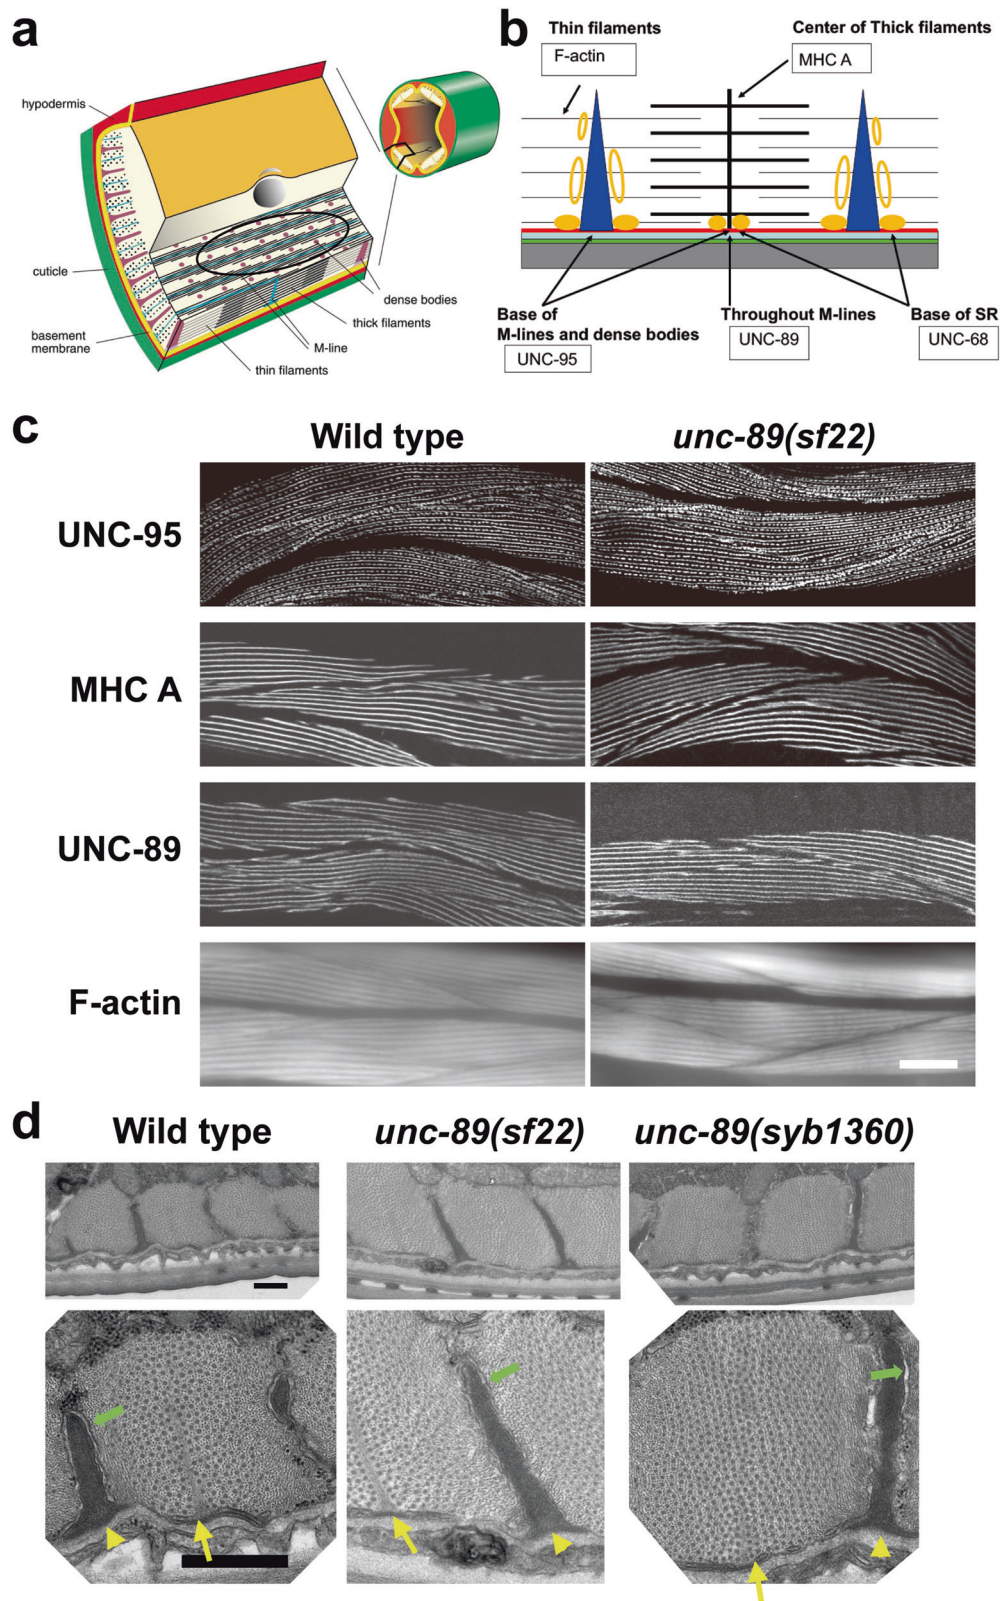 a
hypodermis
cuticle
basement
membrane
dense bodies
thick filaments
M-line
thin filaments
b
Thin filaments
F-actin
Center of Thick filaments
MHC A
Base of
M-lines and dense bodies
UNC-95
Throughout M-lines
UNC-89
Base of SR
UNC-68
c
Wild type
unc-89(sf22)
UNC-95
MHC A
UNC-89
F-actin
d
Wild type
unc-89(sf22)
unc-89(syb1360)